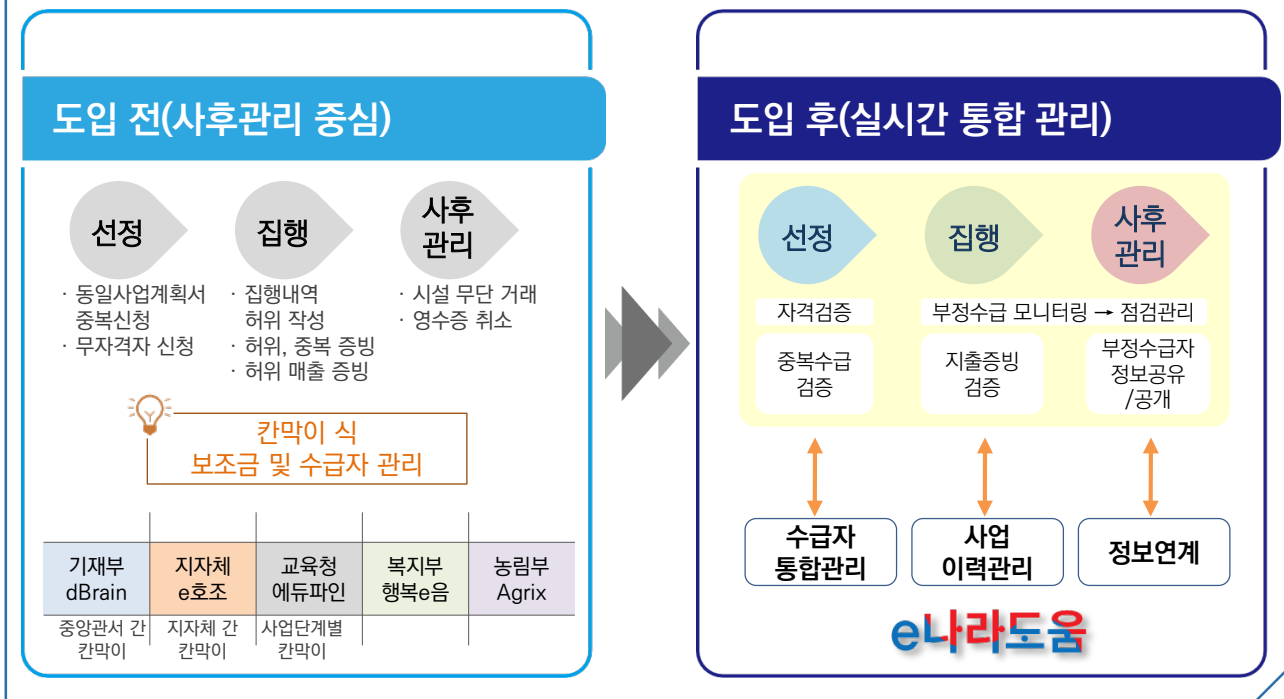 도입 전(사후관리 중심)
선정
집행
사후
관리
· 동일사업계획서
중복신청
· 무자격자 신청
· 집행내역
허위 작성
· 허위, 중복 증빙
· 허위 매출 증빙
· 시설 무단 거래
· 영수증 취소
칸막이 식
보조금 및 수급자 관리
기재부
dBrain
지자체
e호조
교육청
에듀파인
복지부
행복e음
농림부
Agrix
중앙관서 간
칸막이
지자체 간
칸막이
사업단계별
칸막이
도입 후(실시간 통합 관리)
선정
집행
사후
관리
자격검증
부정수급 모니터링 → 점검관리
중복수급
검증
지출증빙
검증
부정수급자
정보공유
/공개
수급자
통합관리
사업
이력관리
정보연계
e나라도움